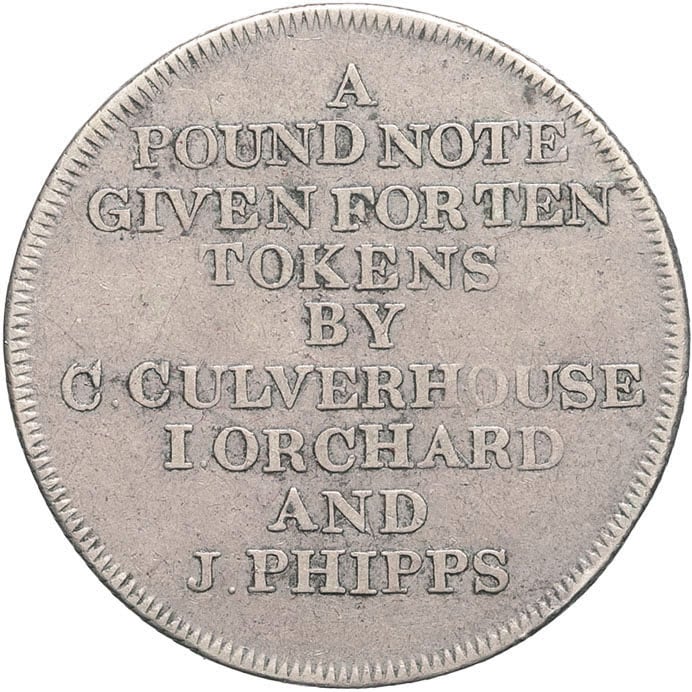 A
POUND NOTE
GIVEN FOR TEN
TOKENS
BY
C. CULVERHOUSE
I. ORCHARD
AND
J. PHIPPS